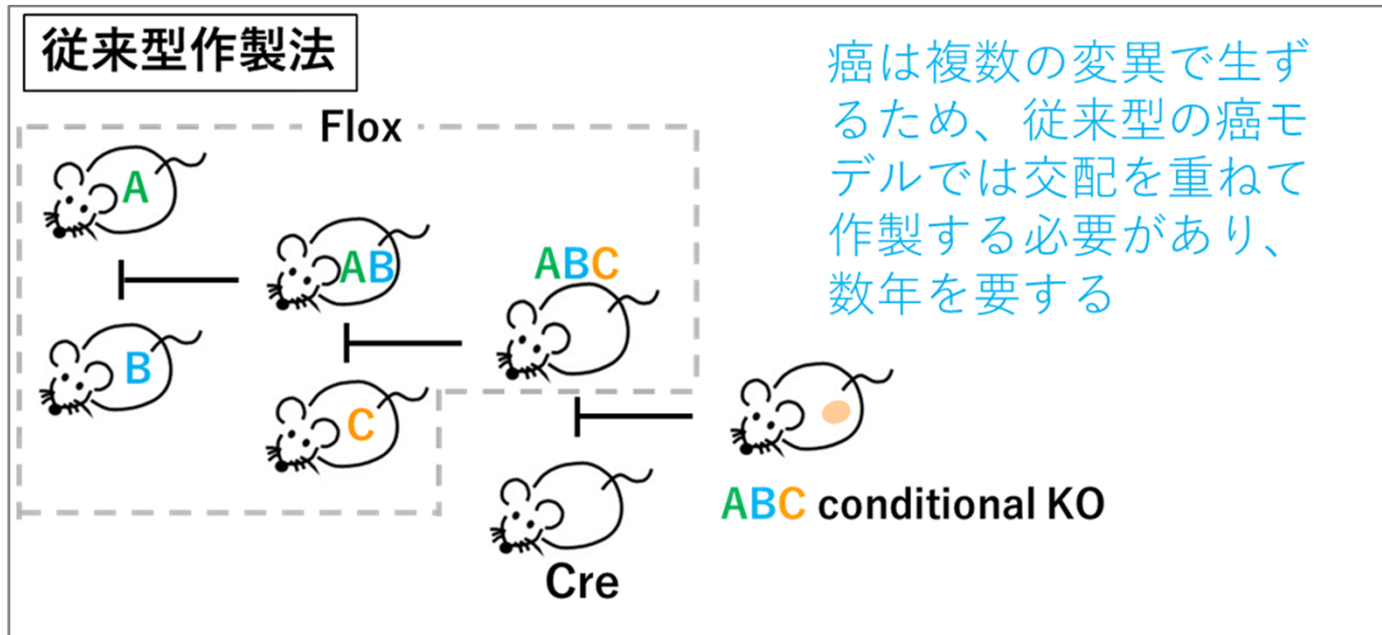 従来型作製法
癌は複数の変異で生ず
るため、従来型の癌モ
デルでは交配を重ねて
作製する必要があり、
数年を要する
Flox
A
AB
ABC
B
C
ABC conditional KO
Cre